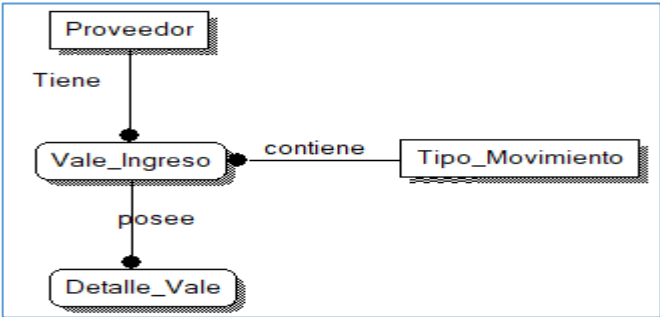 Proveedor
Tiene
Vale_Ingreso
contiene
Tipo_Movimiento
posee
Detalle_Vale